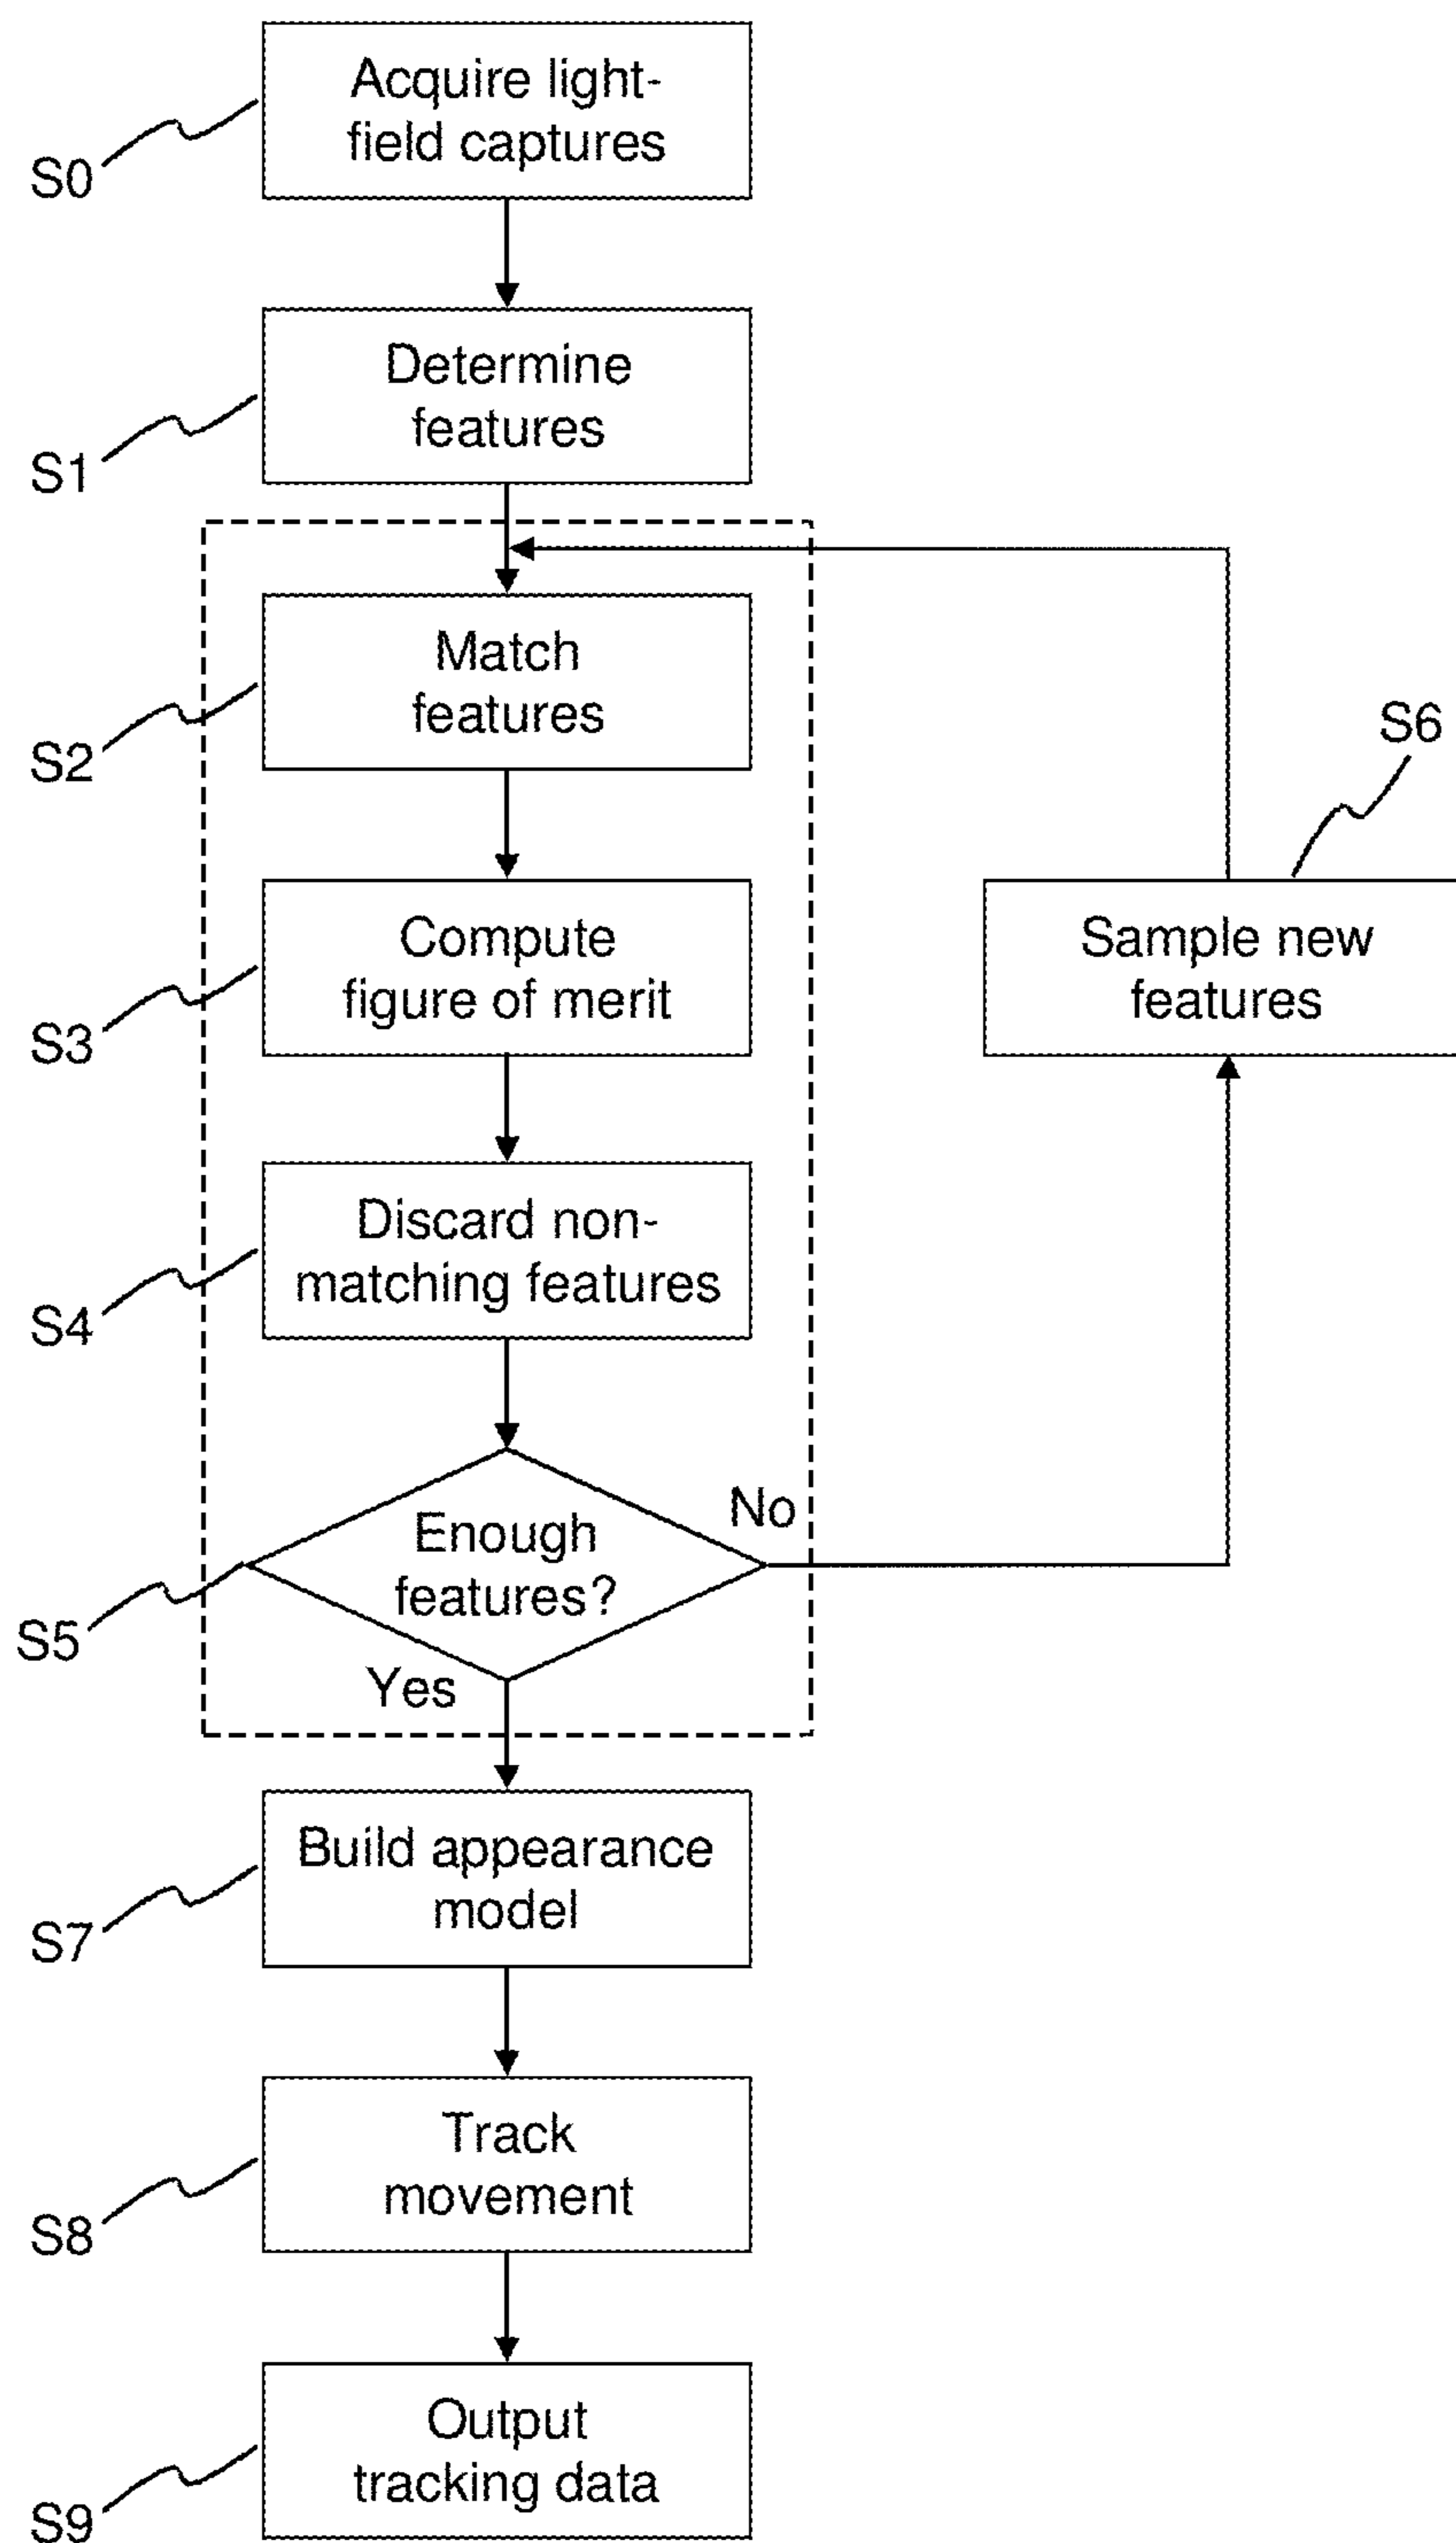 Acquire light-
field captures
S0
Determine
features
S1
Match
features
S2
S6
Compute
figure of merit
S3
Sample new
features
Discard non-
matching features
S4
No
Enough
features?
S5
Yes
Build appearance
model
S7
Track
movement
S8
Output
tracking data
S9